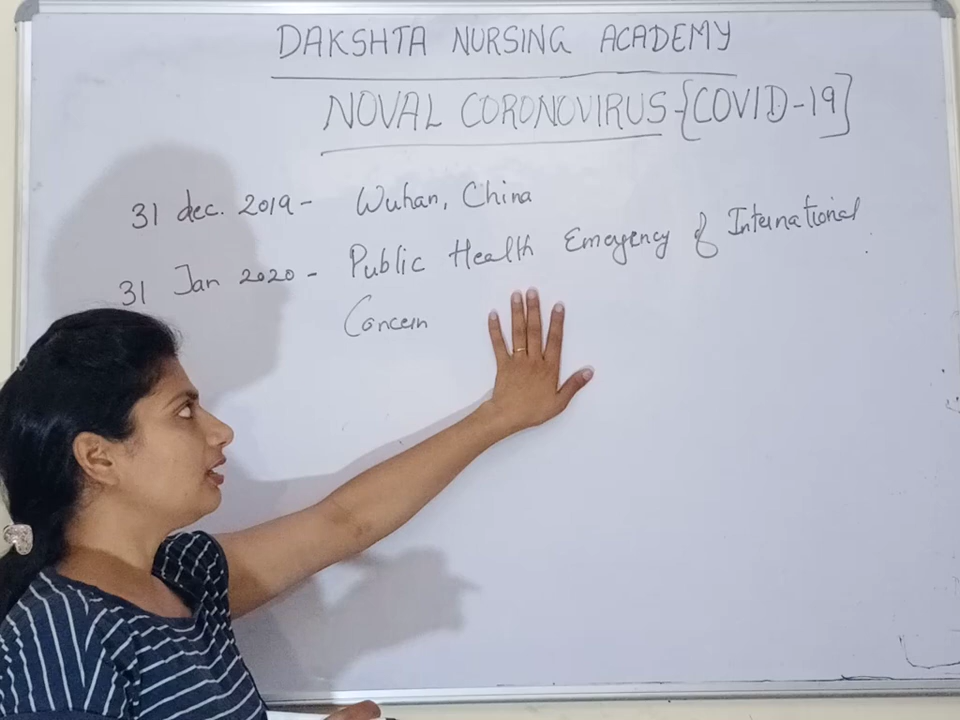 DAKSHTA NURSING ACADEMY
NOVAL CORONOVIRUS-{COVID-19]
31 dec. 2019 - Wuhan, China
31 Jan 2020 - Public Health Emergency of International
Concern